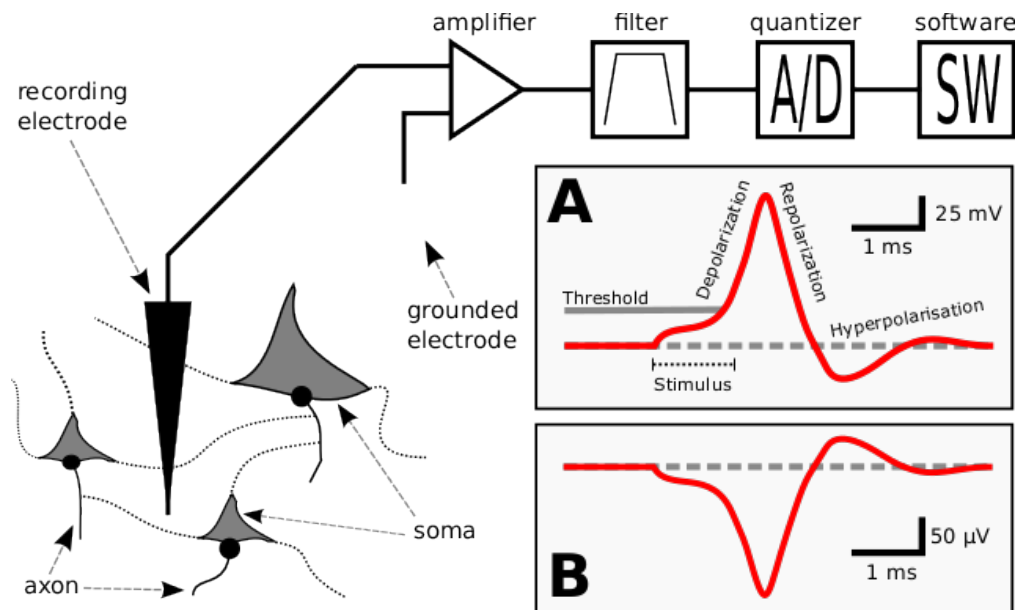 amplifier
filter
quantizer
software
A/D
SW
recording
electrode
grounded
electrode
soma
axon
A
Depolarization
Repolarization
25 mV
1 ms
Threshold
Hyperpolarisation
Stimulus
B
50 µV
1 ms